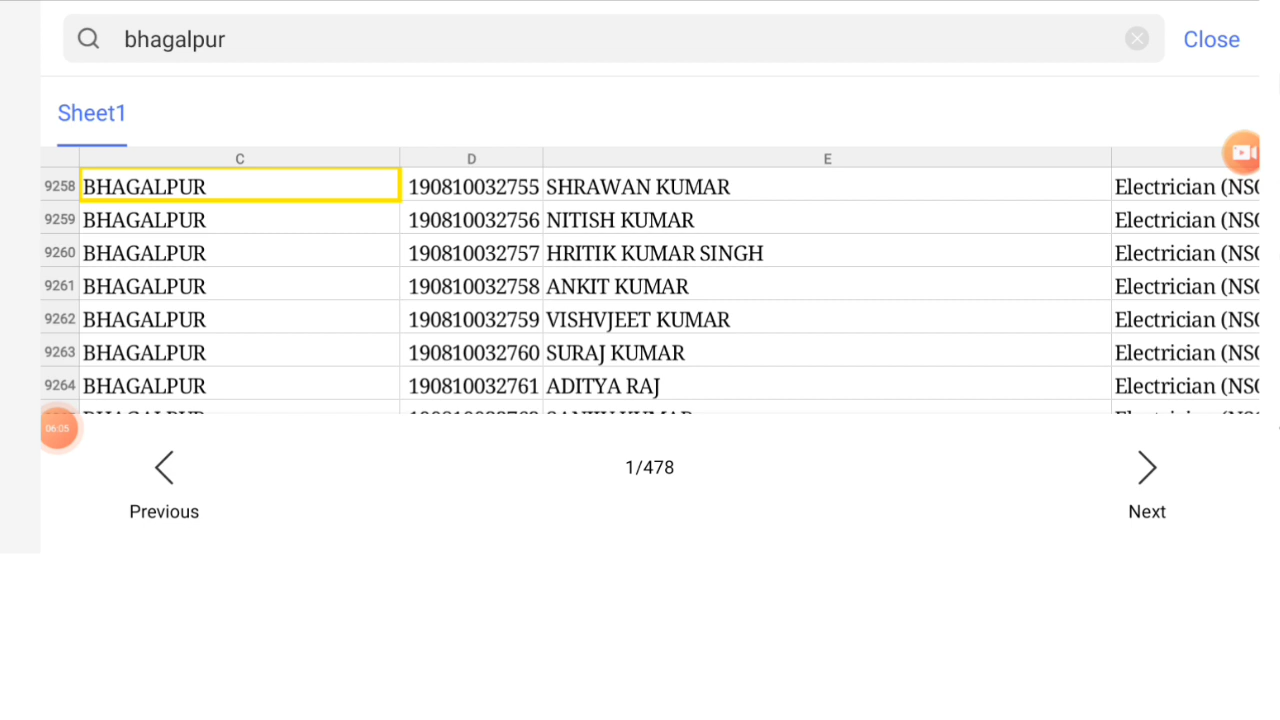 bhagalpur
Close
Sheet1
C D E
9258 BHAGALPUR 190810032755 SHRAWAN KUMAR Electrician (NS
9259 BHAGALPUR 190810032756 NITISH KUMAR Electrician (NS
9260 BHAGALPUR 190810032757 HRITIK KUMAR SINGH Electrician (NS
9261 BHAGALPUR 190810032758 ANKIT KUMAR Electrician (NS
9262 BHAGALPUR 190810032759 VISHVJEET KUMAR Electrician (NS
9263 BHAGALPUR 190810032760 SURAJ KUMAR Electrician (NS
9264 BHAGALPUR 190810032761 ADITYA RAJ Electrician (NS
06:05
1/478
Previous Next